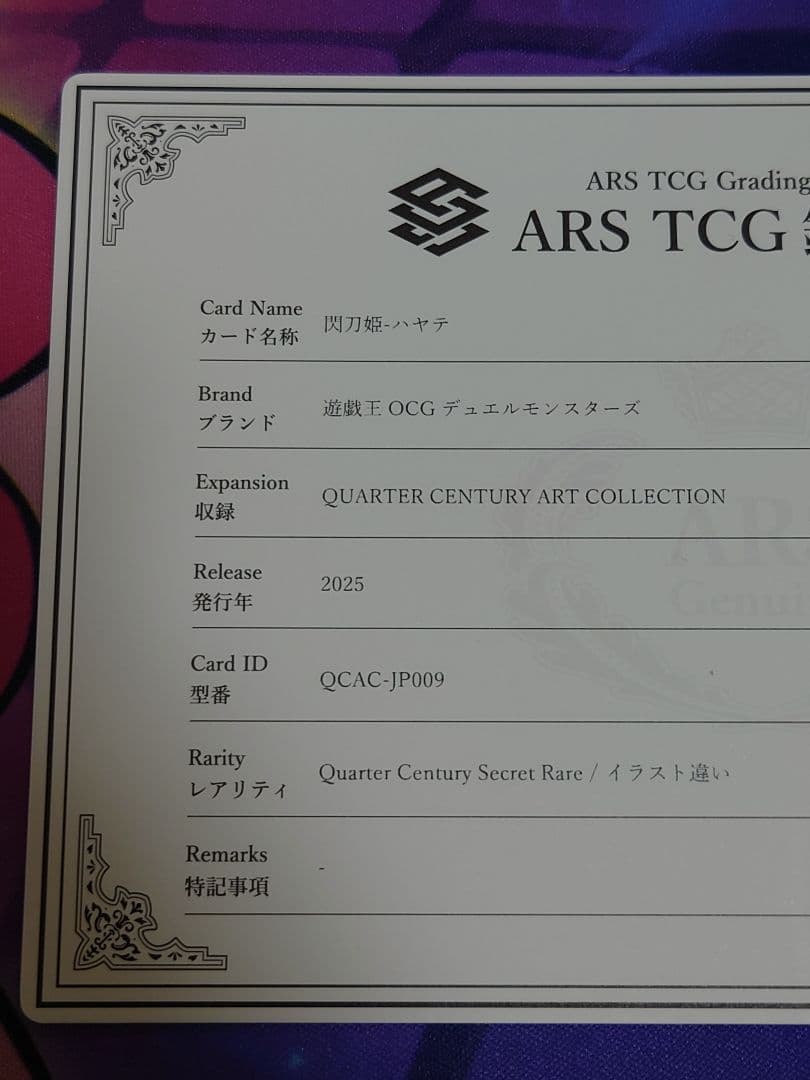 ARS TCG Grading
ARS TCG
Card Name
カード名称
閃刀姫-ハヤテ
Brand
ブランド
遊戯王 OCG デュエルモンスターズ
Expansion
収録
QUARTER CENTURY ART COLLECTION
Release
発行年
2025
Card ID
型番
QCAC-JP009
Rarity
レアリティ
Quarter Century Secret Rare / イラスト違い
Remarks
特記事項
-